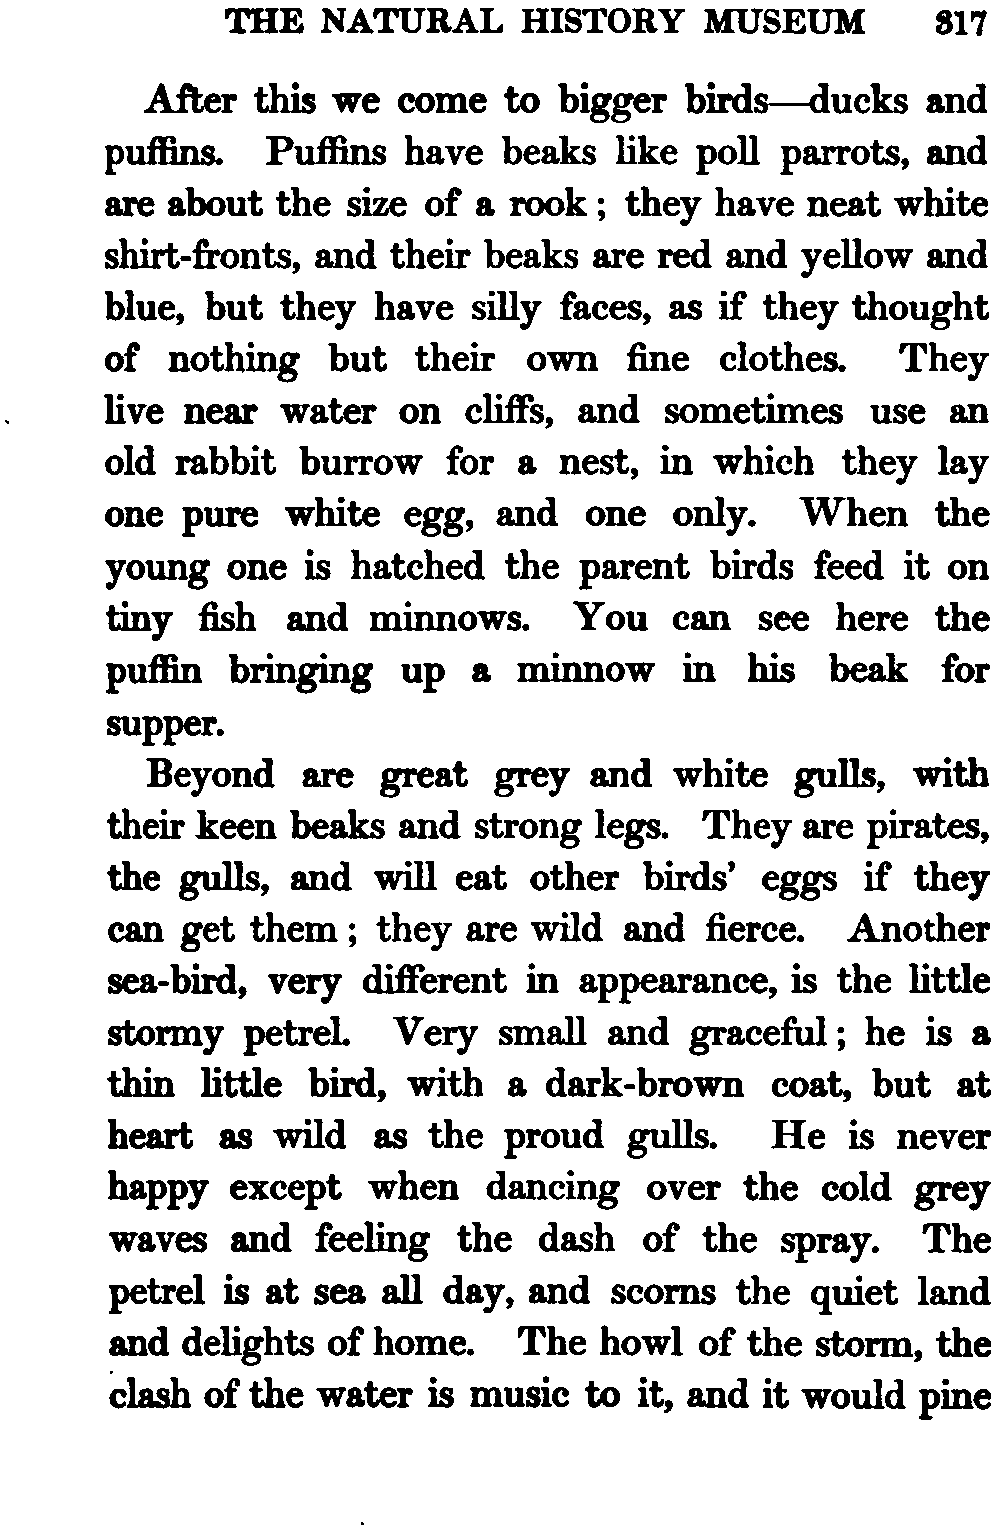 THE NATURAL HISTORY MUSEUM 317
After this we come to bigger birds—ducks and
puffins. Puffins have beaks like poll parrots, and
are about the size of a rook ; they have neat white
shirt-fronts, and their beaks are red and yellow and
blue, but they have silly faces, as if they thought
of nothing but their own fine clothes. They
live near water on cliffs, and sometimes use an
old rabbit burrow for a nest, in which they lay
one pure white egg, and one only. When the
young one is hatched the parent birds feed it on
tiny fish and minnows. You can see here the
puffin bringing up a minnow in his beak for
supper.
Beyond are great grey and white gulls, with
their keen beaks and strong legs. They are pirates,
the gulls, and will eat other birds' eggs if they
can get them ; they are wild and fierce. Another
sea-bird, very different in appearance, is the little
stormy petrel. Very small and graceful ; he is a
thin little bird, with a dark-brown coat, but at
heart as wild as the proud gulls. He is never
happy except when dancing over the cold grey
waves and feeling the dash of the spray. The
petrel is at sea all day, and scorns the quiet land
and delights of home. The howl of the storm, the
clash of the water is music to it, and it would pine